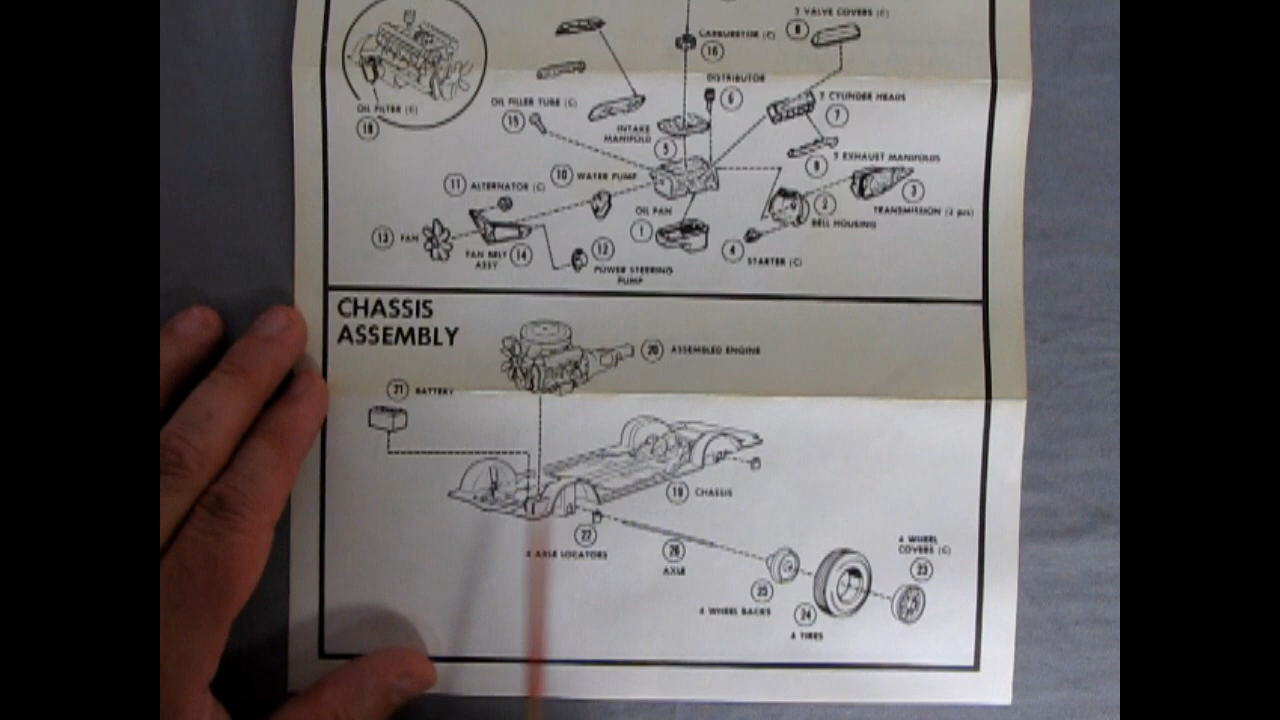 2 VALVE COVERS (C)
8
CARBURETOR (C)
16
DISTRIBUTOR
6
OIL FILTER (C)
18
OIL FILLER TUBE (C)
15
INTAKE
MANIFOLD
5
2 CYLINDER HEADS
7
2 EXHAUST MANIFOLDS
9
10 WATER PUMP
11 ALTERNATOR (C)
3
TRANSMISSION (2 pcs)
2
BELL HOUSING
OIL PAN
1
4
STARTER (C)
13 FAN
FAN BELT
ASSY
14
12
POWER STEERING
PUMP
CHASSIS
ASSEMBLY
20 ASSEMBLED ENGINE
21 BATTERY
19 CHASSIS
22
4 AXLE LOCATORS
26
AXLE
25
4 WHEEL BACKS
24
4 TIRES
4 WHEEL
COVERS (C)
23